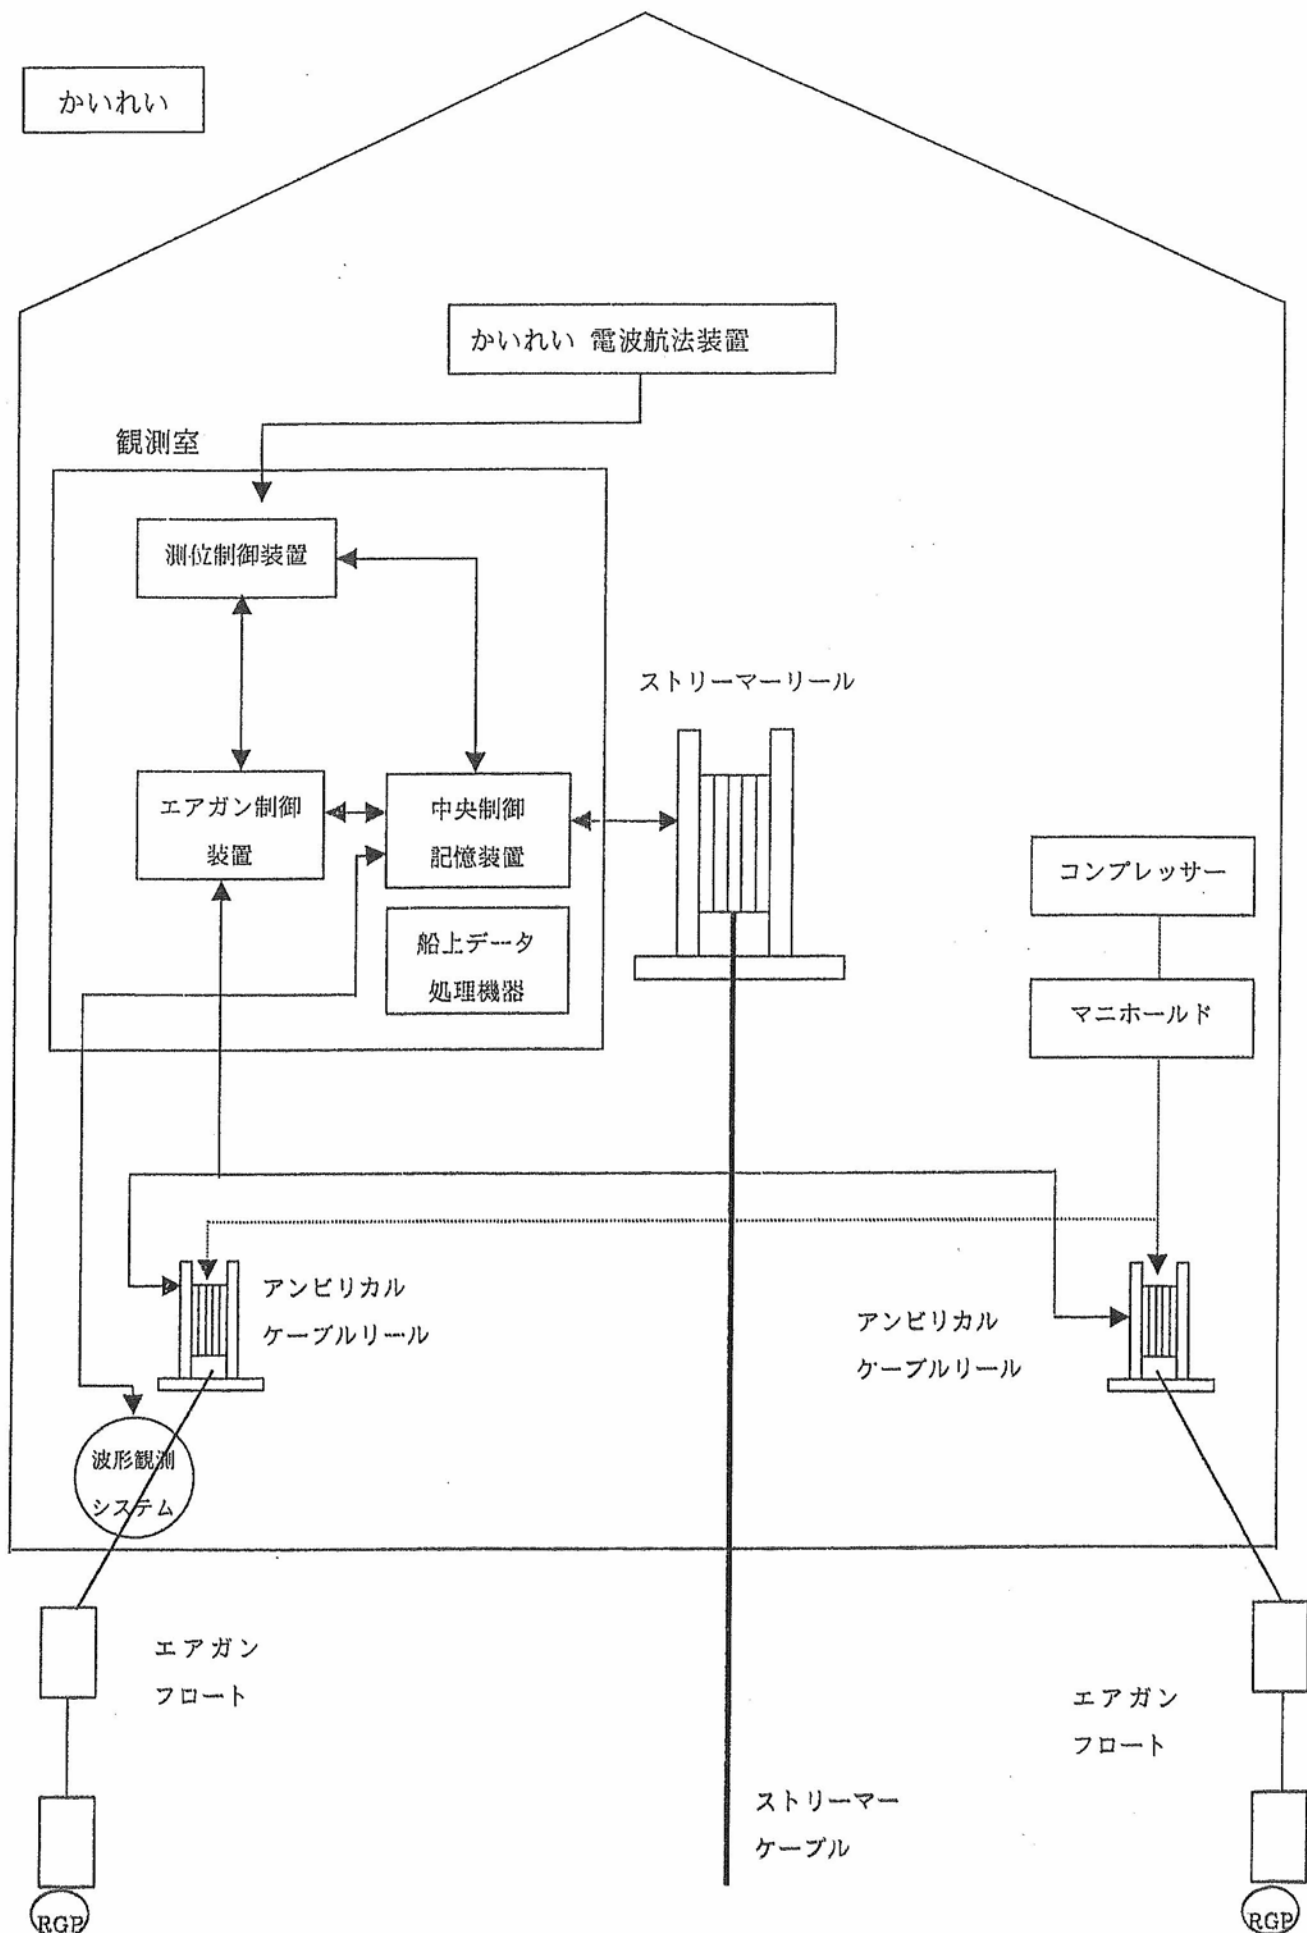 かいれい
かいれい 電波航法装置
観測室
測位制御装置
ストリーマーリール
エアガン制御
装置
中央制御
記憶装置
船上データ
処理機器
コンプレッサー
マニホールド
アンビリカル
ケーブルリール
アンビリカル
ケーブルリール
波形観測
システム
エアガン
フロート
エアガン
フロート
ストリーマー
ケーブル
RGP
RGP